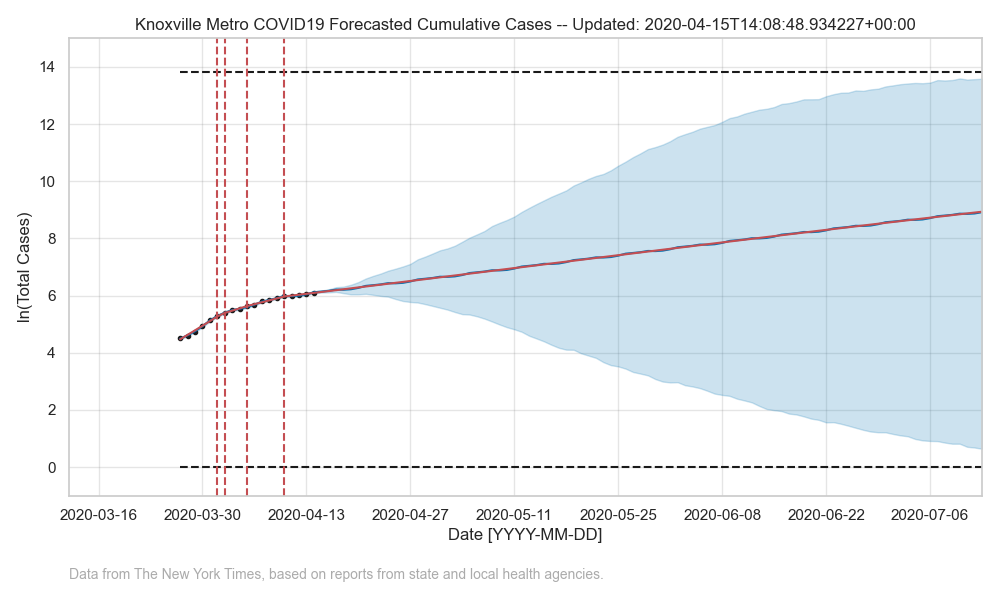 Knoxville Metro COVID19 Forecasted Cumulative Cases -- Updated: 2020-04-15T14:08:48.934227+00:00
ln(Total Cases)
14
12
10
8
6
4
2
0
2020-03-16 2020-03-30 2020-04-13 2020-04-27 2020-05-11 2020-05-25 2020-06-08 2020-06-22 2020-07-06
Date [YYYY-MM-DD]
Data from The New York Times, based on reports from state and local health agencies.